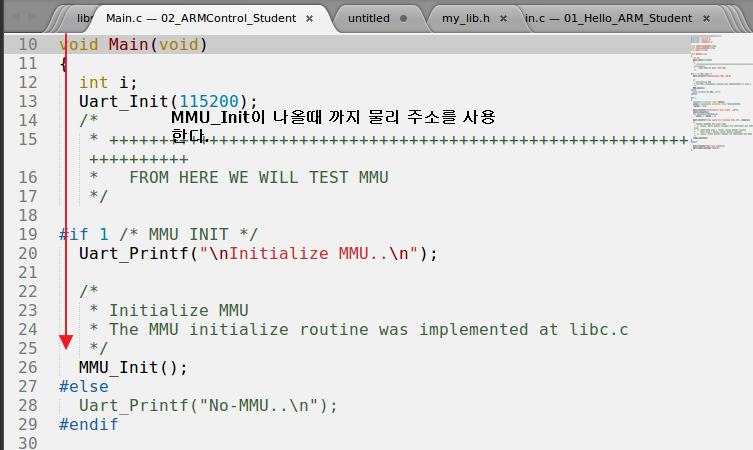 libr
Main.c — 02_ARMControl_Student ×
untitled
my_lib.h ×
in.c — 01_Hello_ARM_Student ×
10 void Main(void)
11 {
12 int i;
13 Uart_Init(115200);
MMU_Init이 나올때 까지 물리 주소를 사용
한다.
14 /*
15 * ++++++++++++++++++++++++++++++++++++++++++++++++++++++++++
++++++++++
16 * FROM HERE WE WILL TEST MMU
17 */
18
19 #if 1 /* MMU INIT */
20 Uart_Printf("\nInitialize MMU..\n");
21
22 /*
23 * Initialize MMU
24 * The MMU initialize routine was implemented at libc.c
25 */
26 MMU_Init();
27 #else
28 Uart_Printf("No-MMU..\n");
29 #endif
30